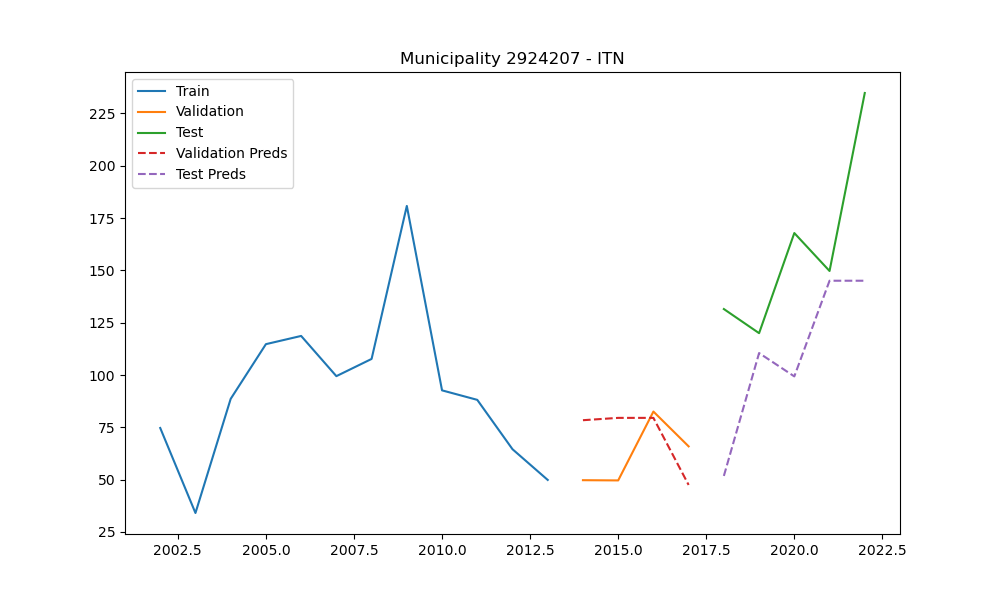 Municipality 2924207 - ITN
Train
Validation
Test
Validation Preds
Test Preds
225
200
175
150
125
100
75
50
25
2002.5 2005.0 2007.5 2010.0 2012.5 2015.0 2017.5 2020.0 2022.5